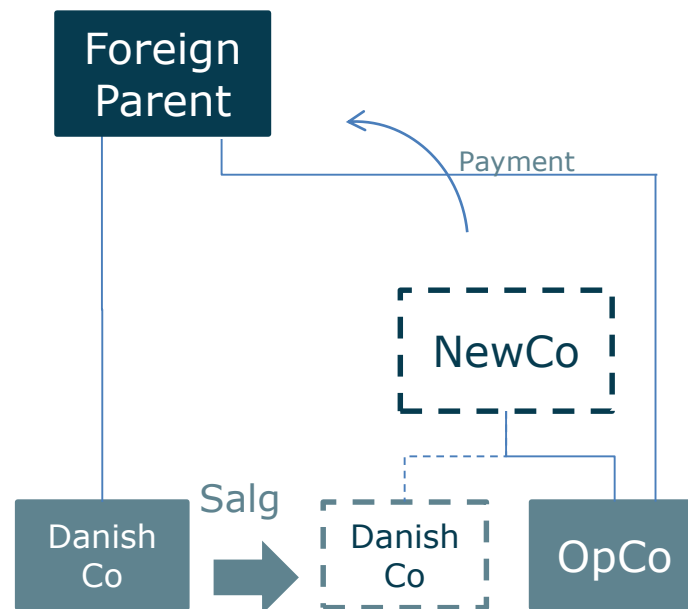 Foreign
Parent
Payment
NewCo
Salg
Danish
Co
Danish
Co
OpCo